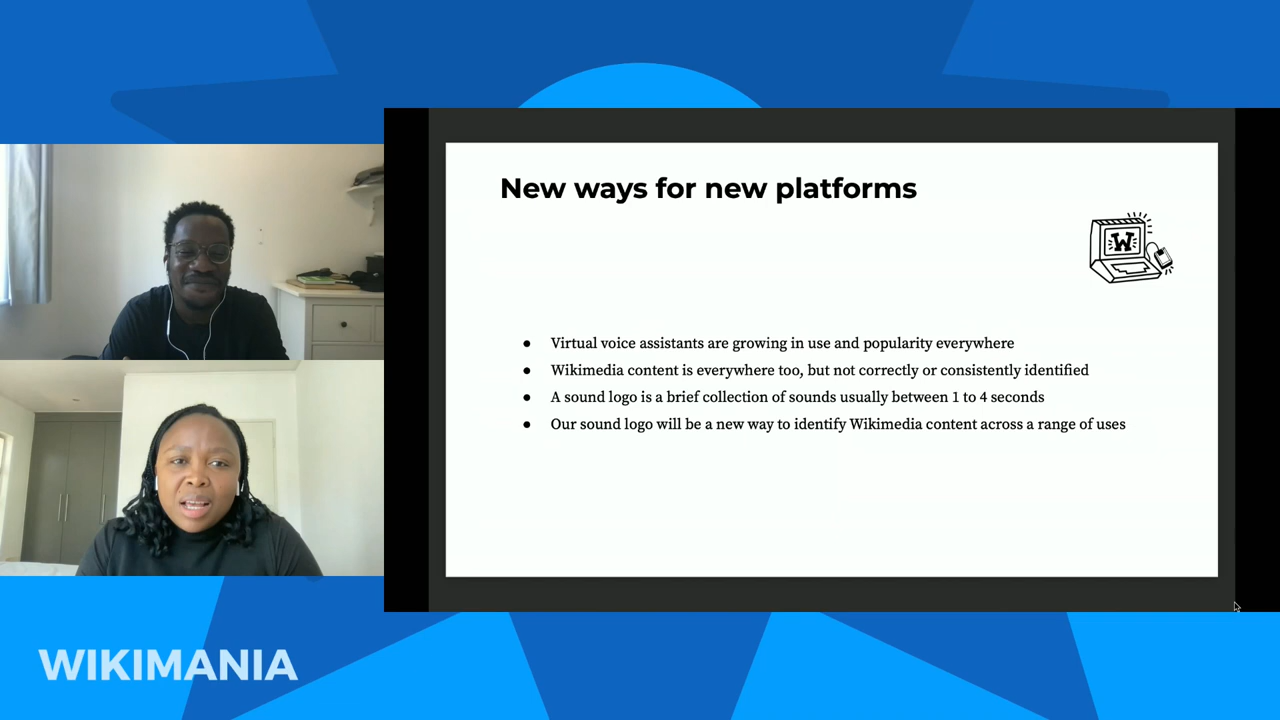 New ways for new platforms
W
● Virtual voice assistants are growing in use and popularity everywhere
● Wikimedia content is everywhere too, but not correctly or consistently identified
● A sound logo is a brief collection of sounds usually between 1 to 4 seconds
● Our sound logo will be a new way to identify Wikimedia content across a range of uses
WIKIMANIA